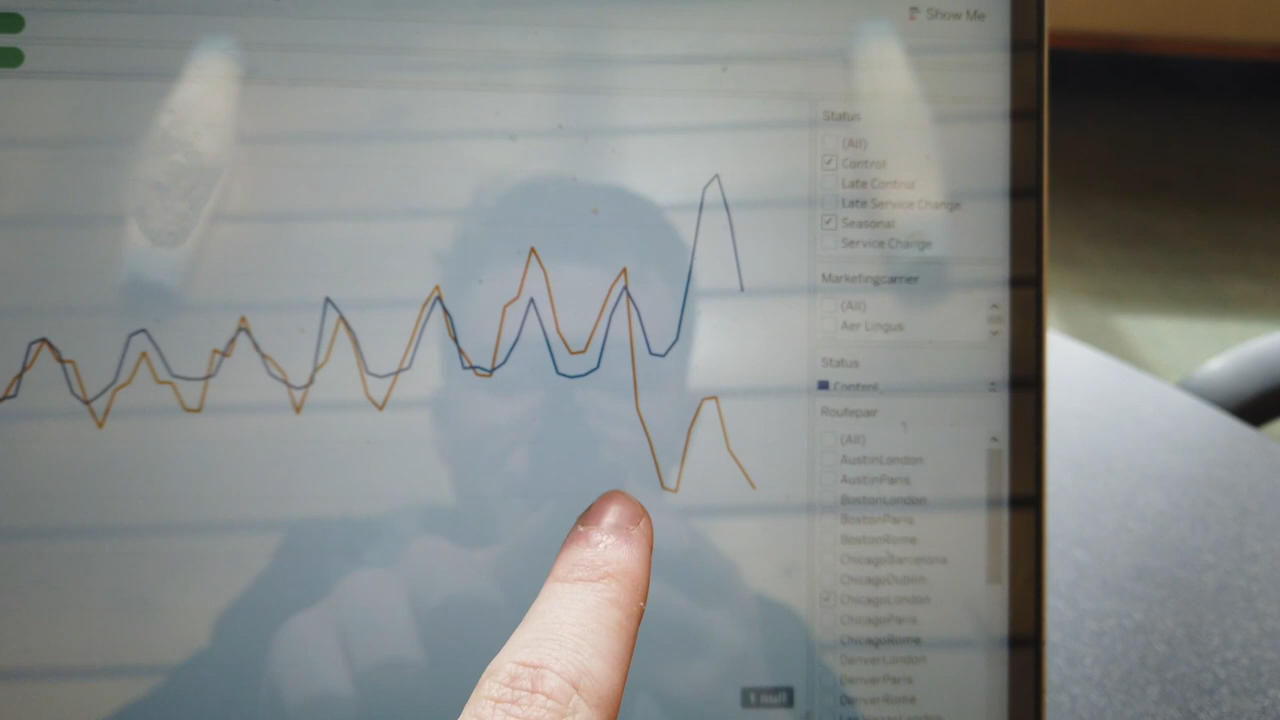 Show Me
Status
(All)
Control
Late Control
Late Service Change
Seasonal
Service Change
Marketingcarrier
(All)
Aer Lingus
Status
Control
Routepair
(All)
AustinLondon
AustinParis
BostonLondon
BostonParis
BostonRome
ChicagoBarcelona
ChicagoDublin
ChicagoLondon
ChicagoParis
ChicagoRome
DenverLondon
DenverParis
DenverRome
1 null